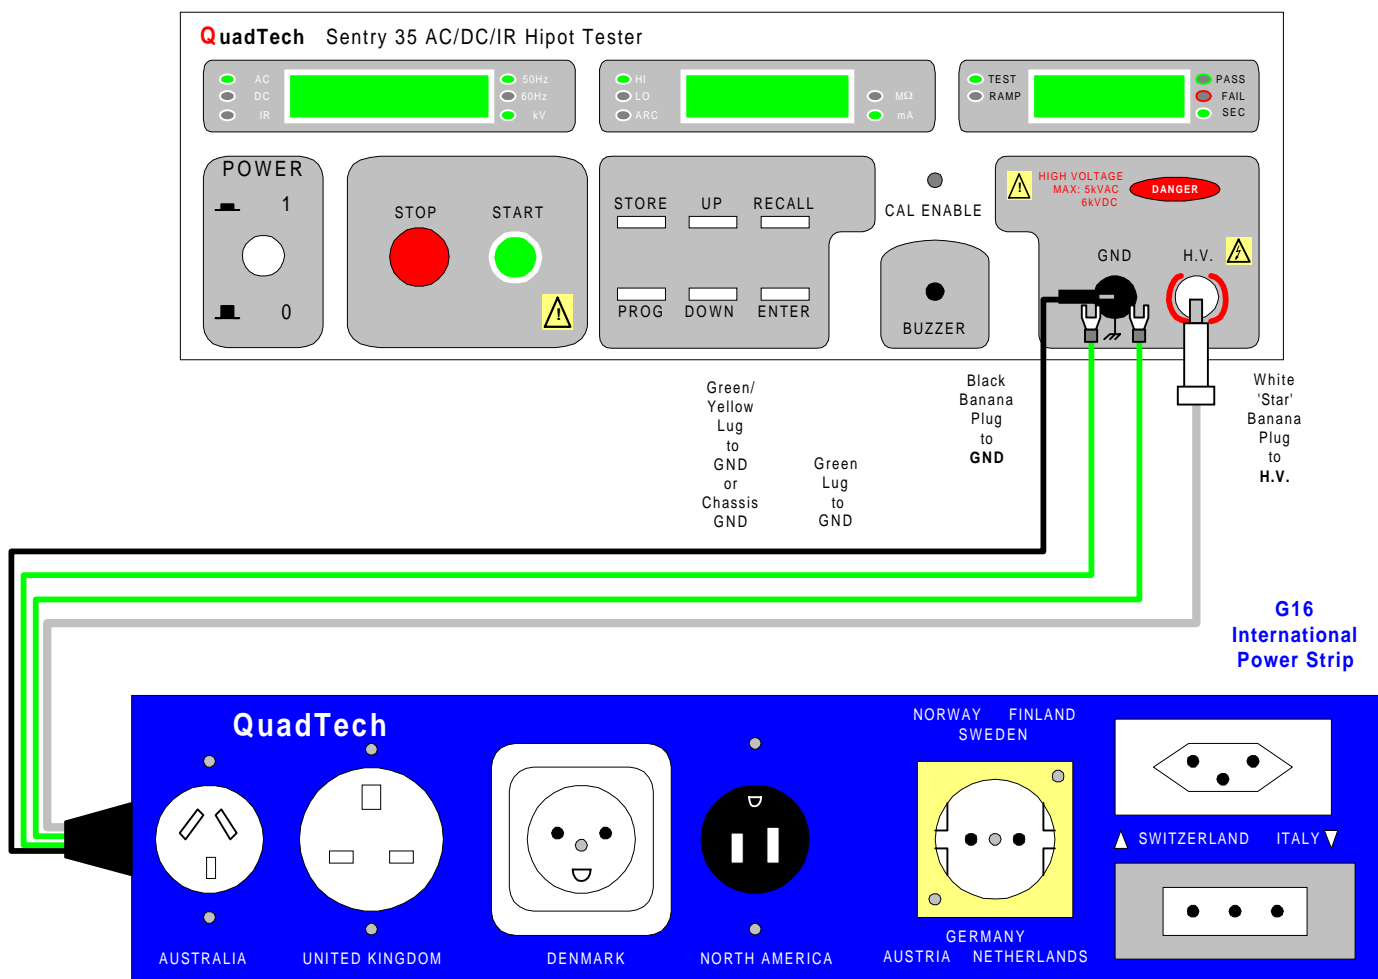 QuadTech Sentry 35 AC/DC/IR Hipot Tester
AC
DC
IR
50Hz
60Hz
kV
HI
LO
ARC
MΩ
mA
TEST
RAMP
PASS
FAIL
SEC
POWER
1
0
STOP
START
STORE UP RECALL
PROG DOWN ENTER
CAL ENABLE
BUZZER
HIGH VOLTAGE
MAX: 5kVAC
6kVDC
DANGER
GND
H.V.
Green/
Yellow
Lug
to
GND
or
Chassis
GND
Green
Lug
to
GND
Black
Banana
Plug
to
GND
White
'Star'
Banana
Plug
to
H.V.
G16
International
Power Strip
QuadTech
AUSTRALIA
UNITED KINGDOM
DENMARK
NORTH AMERICA
NORWAY FINLAND
SWEDEN
GERMANY
AUSTRIA NETHERLANDS
SWITZERLAND ITALY